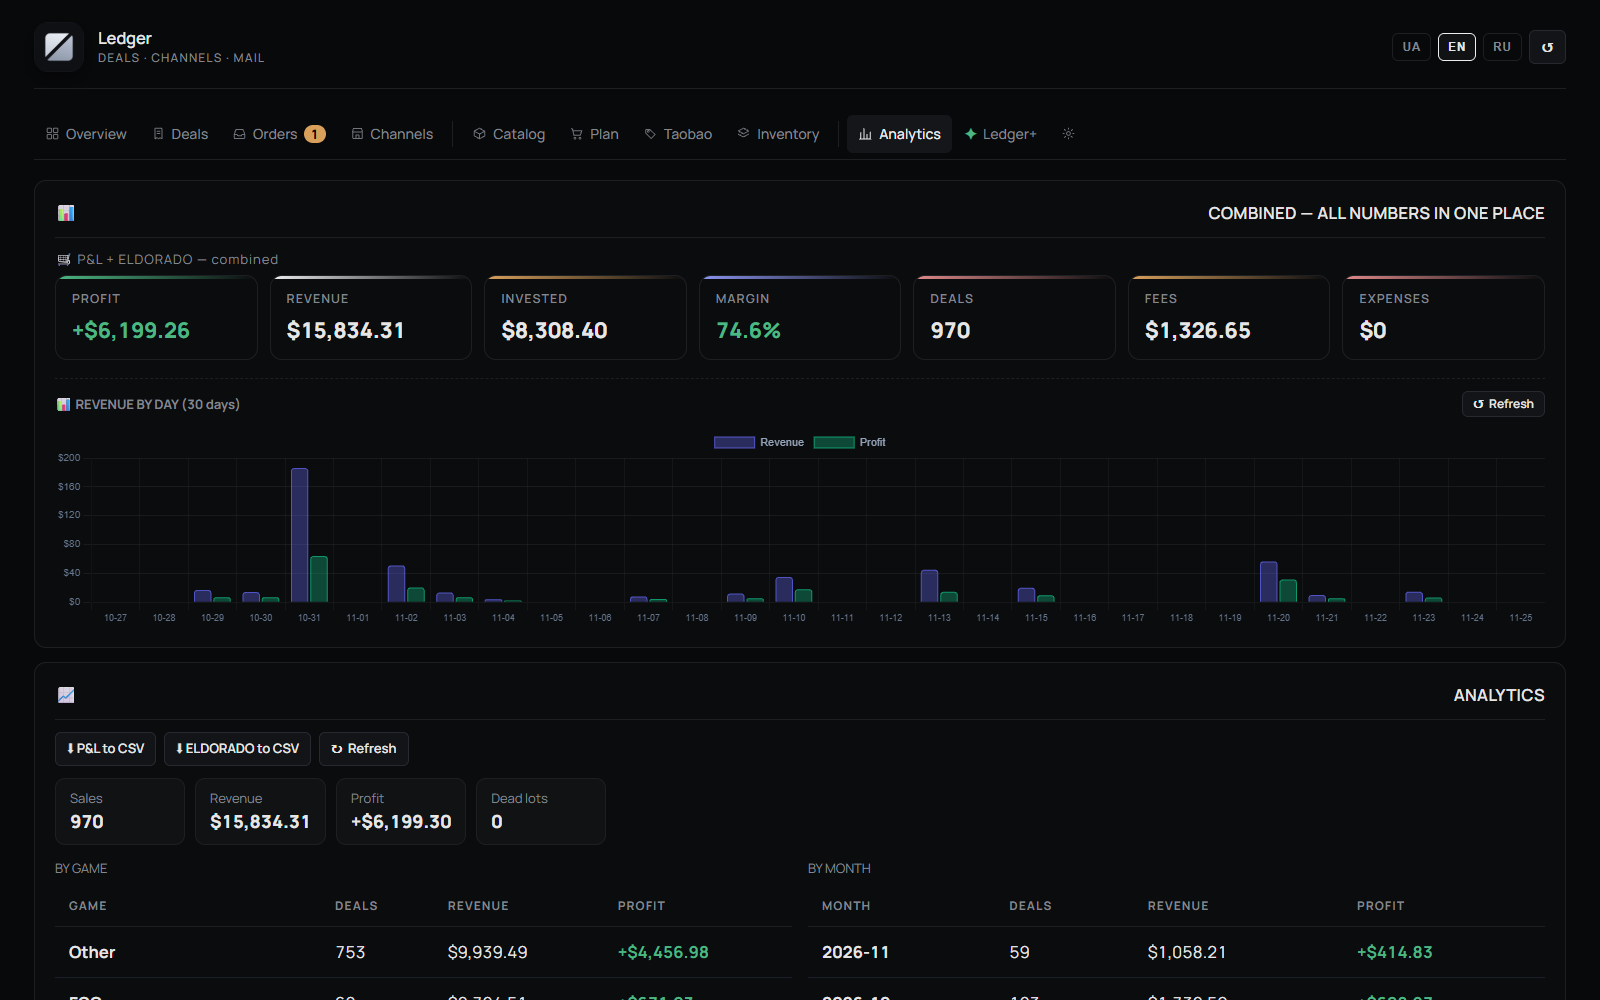 Ledger
DEALS · CHANNELS · MAIL
UA EN RU
Overview Deals Orders 1 Channels Catalog Plan Taobao Inventory Analytics Ledger+
COMBINED — ALL NUMBERS IN ONE PLACE
P&L + ELDORADO — combined
PROFIT REVENUE INVESTED MARGIN DEALS FEES EXPENSES
+$6,199.26 $15,834.31 $8,308.40 74.6% 970 $1,326.65 $0
REVENUE BY DAY (30 days)
↺ Refresh
Revenue Profit
$200
$160
$120
$80
$40
$0
10-27 10-28 10-29 10-30 10-31 11-01 11-02 11-03 11-04 11-05 11-06 11-07 11-08 11-09 11-10 11-11 11-12 11-13 11-14 11-15 11-16 11-17 11-18 11-19 11-20 11-21 11-22 11-23 11-24 11-25
ANALYTICS
⬇ P&L to CSV ⬇ ELDORADO to CSV ↻ Refresh
Sales Revenue Profit Dead lots
970 $15,834.31 +$6,199.30 0
BY GAME BY MONTH
GAME DEALS REVENUE PROFIT MONTH DEALS REVENUE PROFIT
Other 753 $9,939.49 +$4,456.98 2026-11 59 $1,058.21 +$414.83